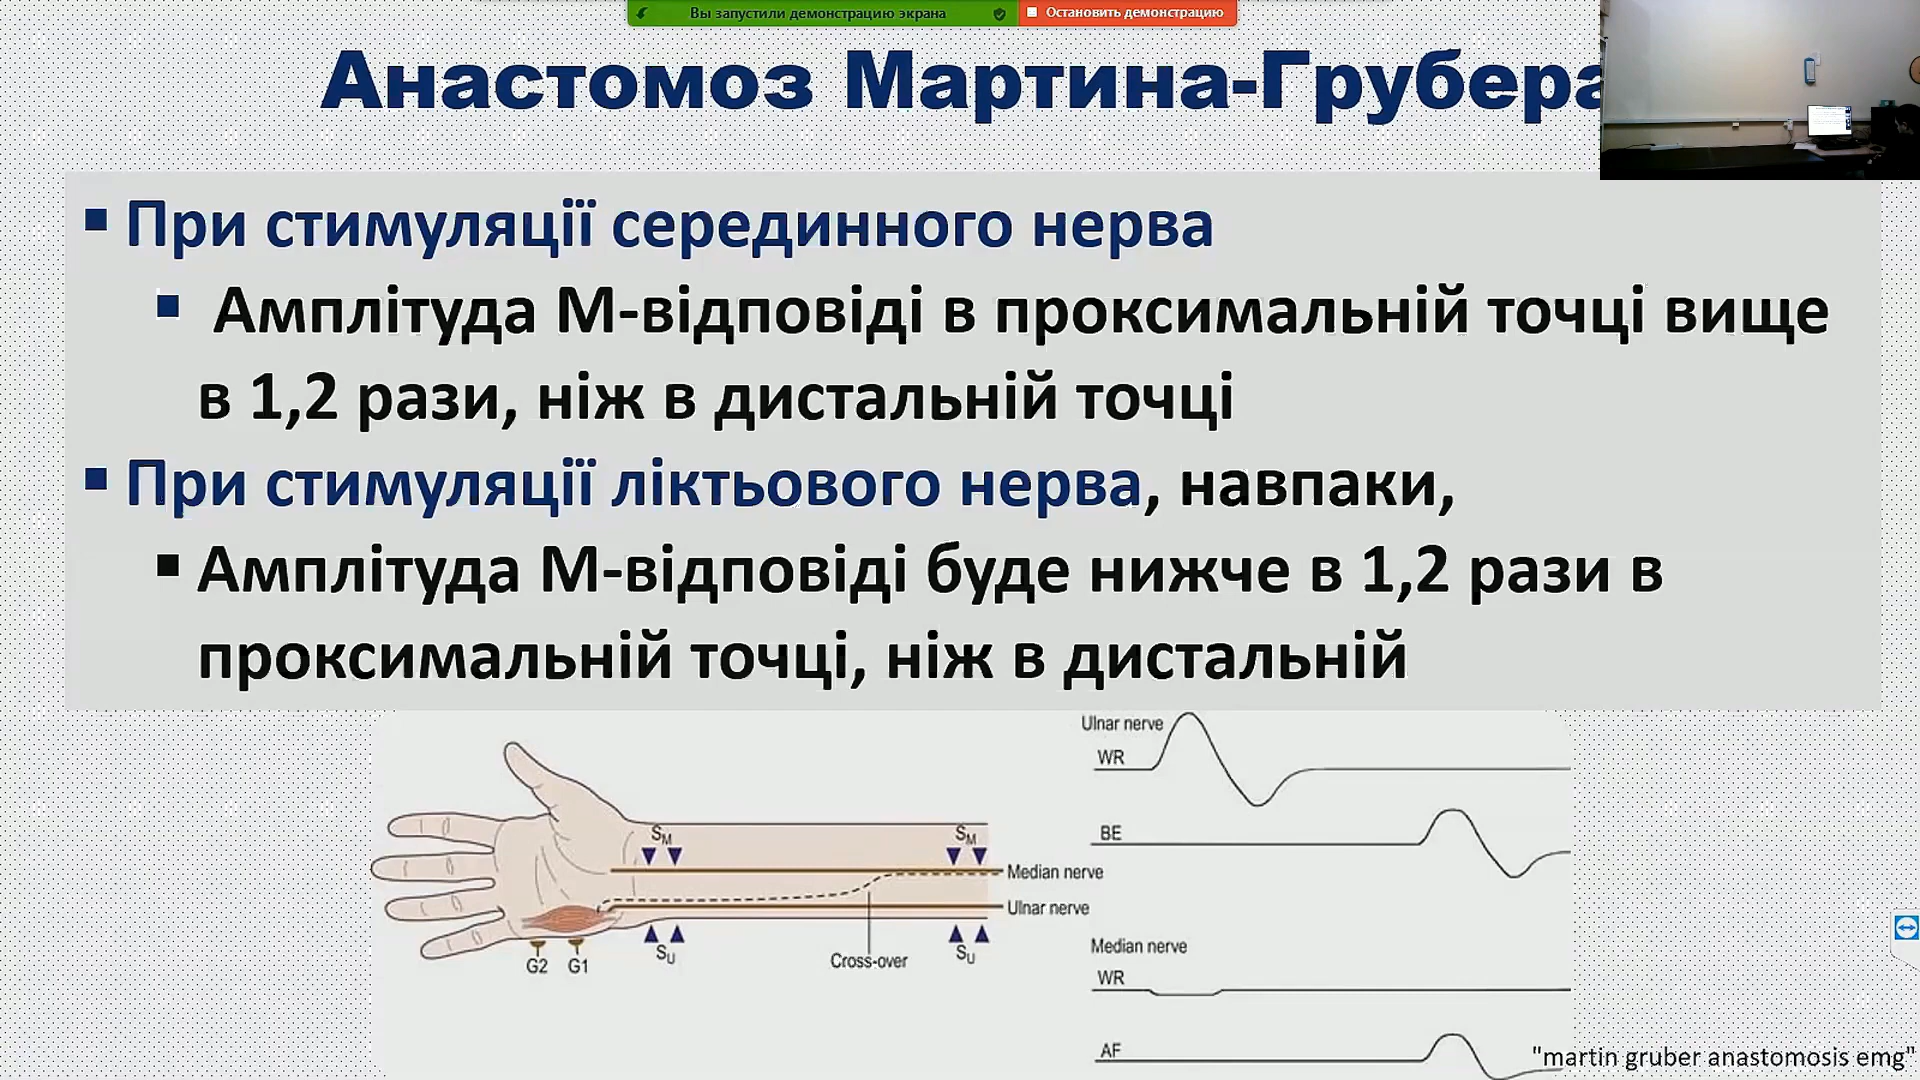 Вы запустили демонстрацию экрана
Остановить демонстрацию
Анастомоз Мартина-Грубера
При стимуляції серединного нерва
Амплітуда М-відповіді в проксимальній точці вище
в 1,2 рази, ніж в дистальній точці
При стимуляції ліктьового нерва, навпаки,
Амплітуда М-відповіді буде нижче в 1,2 рази в
проксимальній точці, ніж в дистальній
Ulnar nerve
WR
BE
Median nerve
WR
AF
SM
SM
Median nerve
Ulnar nerve
SU
Cross-over
SU
G2
G1
"martin gruber anastomosis emg"